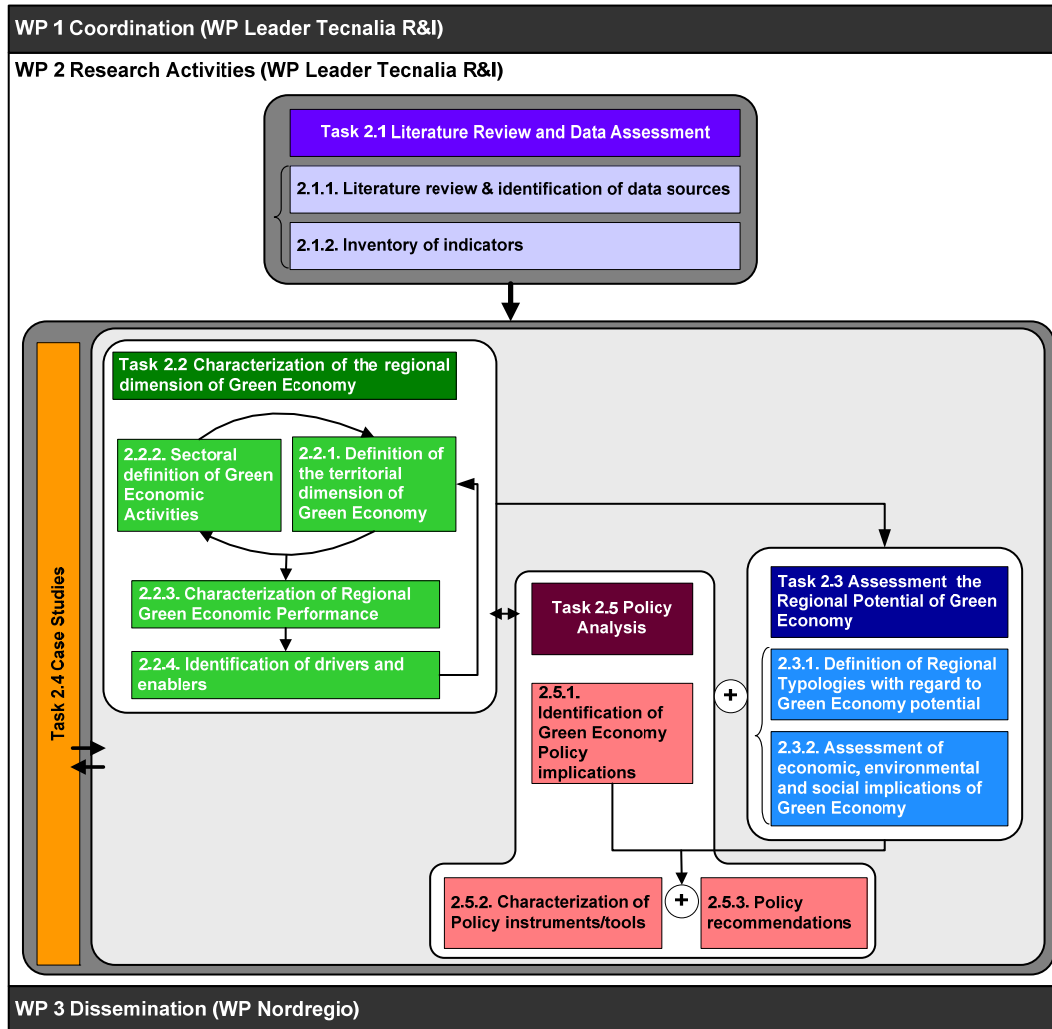 WP 1 Coordination (WP Leader Tecnalia R&I)
WP 2 Research Activities (WP Leader Tecnalia R&I)
Task 2.1 Literature Review and Data Assessment
2.1.1. Literature review & identification of data sources
2.1.2. Inventory of indicators
Task 2.4 Case Studies
Task 2.2 Characterization of the regional
dimension of Green Economy
2.2.2. Sectoral
definition of Green
Economic
Activities
2.2.1. Definition of
the territorial
dimension of
Green Economy
2.2.3. Characterization of Regional
Green Economic Performance
2.2.4. Identification of drivers and
enablers
Task 2.5 Policy
Analysis
2.5.1.
Identification of
Green Economy
Policy
implications
+
Task 2.3 Assessment the
Regional Potential of Green
Economy
2.3.1. Definition of Regional
Typologies with regard to
Green Economy potential
2.3.2. Assessment of
economic, environmental
and social implications of
Green Economy
2.5.2. Characterization of
Policy instruments/tools
+
2.5.3. Policy
recommendations
WP 3 Dissemination (WP Nordregio)